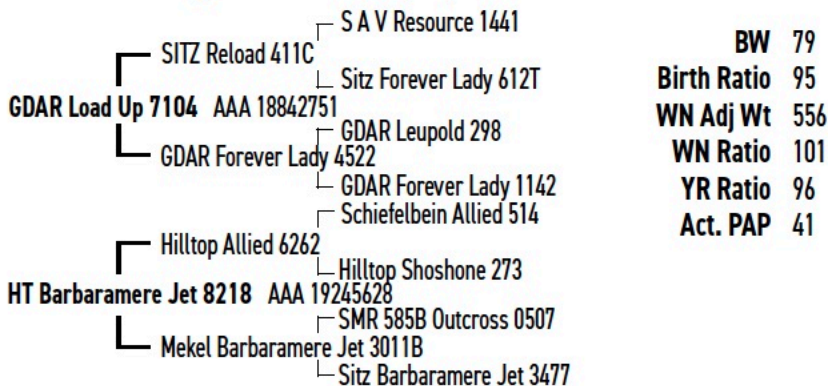 S A V Resource 1441
SITZ Reload 411C
Sitz Forever Lady 612T
GDAR Load Up 7104 AAA 18842751
GDAR Leupold 298
GDAR Forever Lady 4522
GDAR Forever Lady 1142
Schiefelbein Allied 514
Hilltop Allied 6262
Hilltop Shoshone 273
HT Barbaramere Jet 8218 AAA 19245628
SMR 585B Outcross 0507
Mekel Barbaramere Jet 3011B
Sitz Barbaramere Jet 3477
BW 79
Birth Ratio 95
WN Adj Wt 556
WN Ratio 101
YR Ratio 96
Act. PAP 41